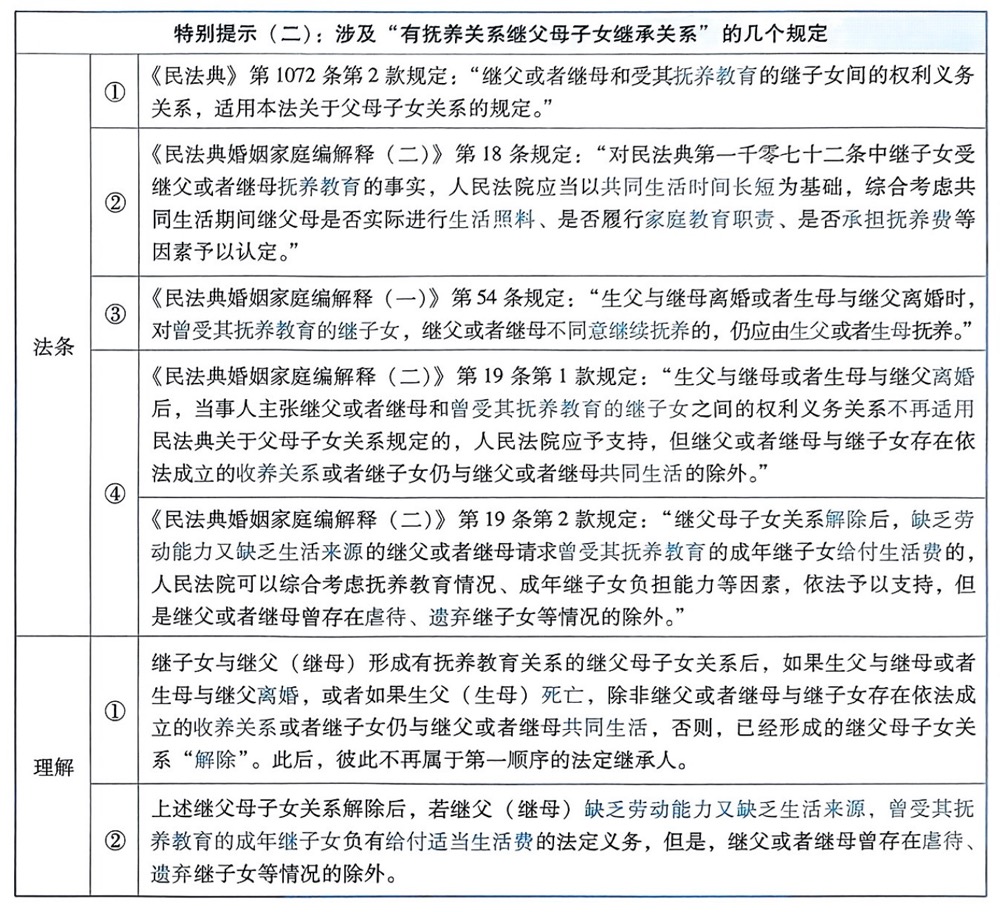 特别提示（二）：涉及“有抚养关系继父母子女继承关系”的几个规定
法条
①
《民法典》第1072条第2款规定：“继父或者继母和受其抚养教育的继子女间的权利义务
关系，适用本法关于父母子女关系的规定。”
②
《民法典婚姻家庭编解释（二）》第18条规定：“对民法典第一千零七十二条中继子女受
继父或者继母抚养教育的事实，人民法院应当以共同生活时间长短为基础，综合考虑共
同生活期间继父母是否实际进行生活照料、是否履行家庭教育职责、是否承担抚养费等
因素予以认定。”
③
《民法典婚姻家庭编解释（一）》第54条规定：“生父与继母离婚或者生母与继父离婚时，
对曾受其抚养教育的继子女，继父或者继母不同意继续抚养的，仍应由生父或者生母抚养。”
④
《民法典婚姻家庭编解释（二）》第19条第1款规定：“生父与继母或者生母与继父离婚
后，当事人主张继父或者继母和曾受其抚养教育的继子女之间的权利义务关系不再适用
民法典关于父母子女关系规定的，人民法院应予支持，但继父或者继母与继子女存在依
法成立的收养关系或者继子女仍与继父或者继母共同生活的除外。”
《民法典婚姻家庭编解释（二）》第19条第2款规定：“继父母子女关系解除后，缺乏劳
动能力又缺乏生活来源的继父或者继母请求曾受其抚养教育的成年继子女给付生活费的，
人民法院可以综合考虑抚养教育情况、成年继子女负担能力等因素，依法予以支持，但
是继父或者继母曾存在虐待、遗弃继子女等情况的除外。”
理解
①
继子女与继父（继母）形成有抚养教育关系的继父母子女关系后，如果生父与继母或者
生母与继父离婚，或者如果生父（生母）死亡，除非继父或者继母与继子女存在依法成
立的收养关系或者继子女仍与继父或者继母共同生活，否则，已经形成的继父母子女关
系“解除”。此后，彼此不再属于第一顺序的法定继承人。
②
上述继父母子女关系解除后，若继父（继母）缺乏劳动能力又缺乏生活来源，曾受其抚
养教育的成年继子女负有给付适当生活费的法定义务，但是，继父或者继母曾存在虐待、
遗弃继子女等情况的除外。